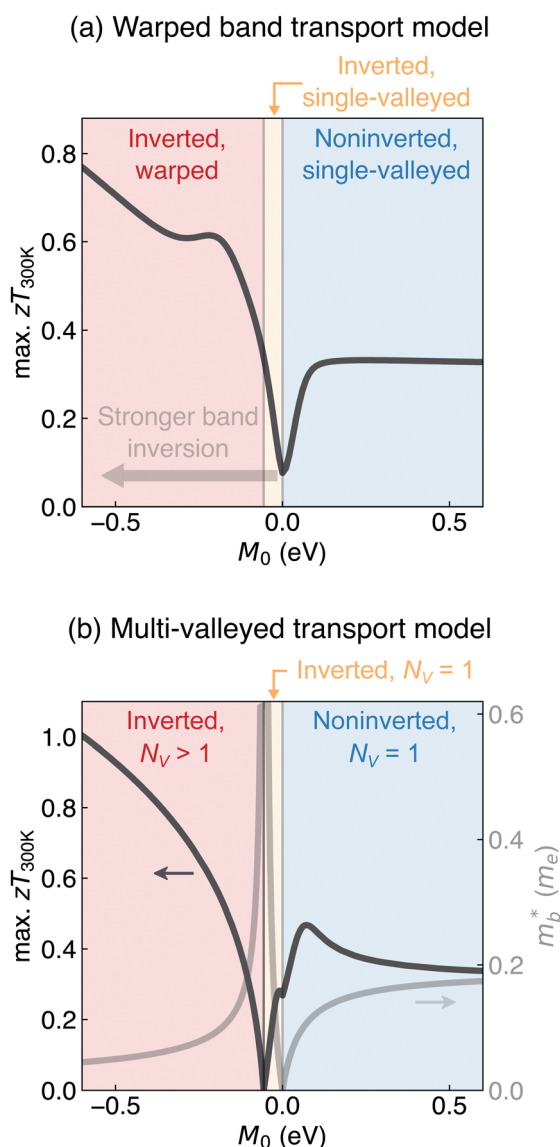 (a) Warped band transport model
Inverted,
single-valleyed
Inverted,
warped
Noninverted,
single-valleyed
0.8
0.6
0.4
0.2
0.0
max. zT300K
Stronger band
inversion
−0.5
0.0
0.5
M0 (eV)
(b) Multi-valleyed transport model
Inverted, NV = 1
Inverted,
NV > 1
Noninverted,
NV = 1
1.0
0.8
0.6
0.4
0.2
0.0
max. zT300K
0.6
0.4
0.2
0.0
mb* (me)
−0.5
0.0
0.5
M0 (eV)